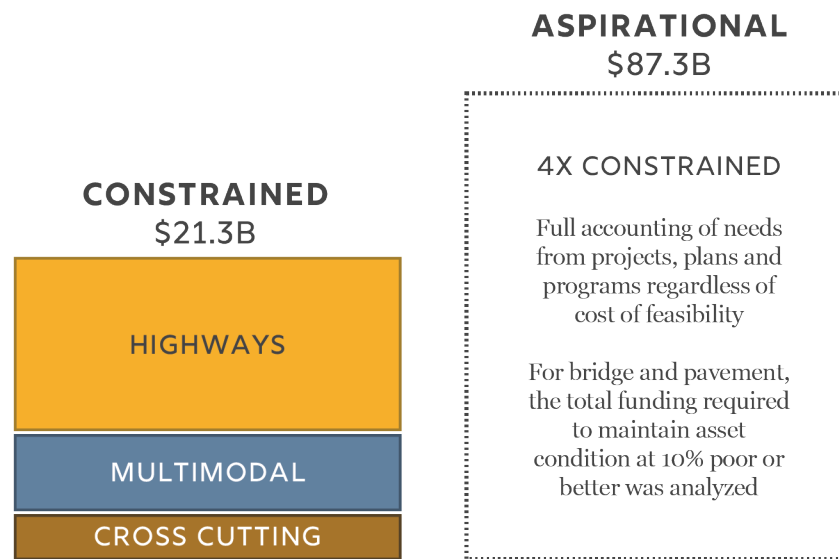 CONSTRAINED
$21.3B
HIGHWAYS
MULTIMODAL
CROSS CUTTING
ASPIRATIONAL
$87.3B
4X CONSTRAINED
Full accounting of needs
from projects, plans and
programs regardless of
cost of feasibility
For bridge and pavement,
the total funding required
to maintain asset
condition at 10% poor or
better was analyzed